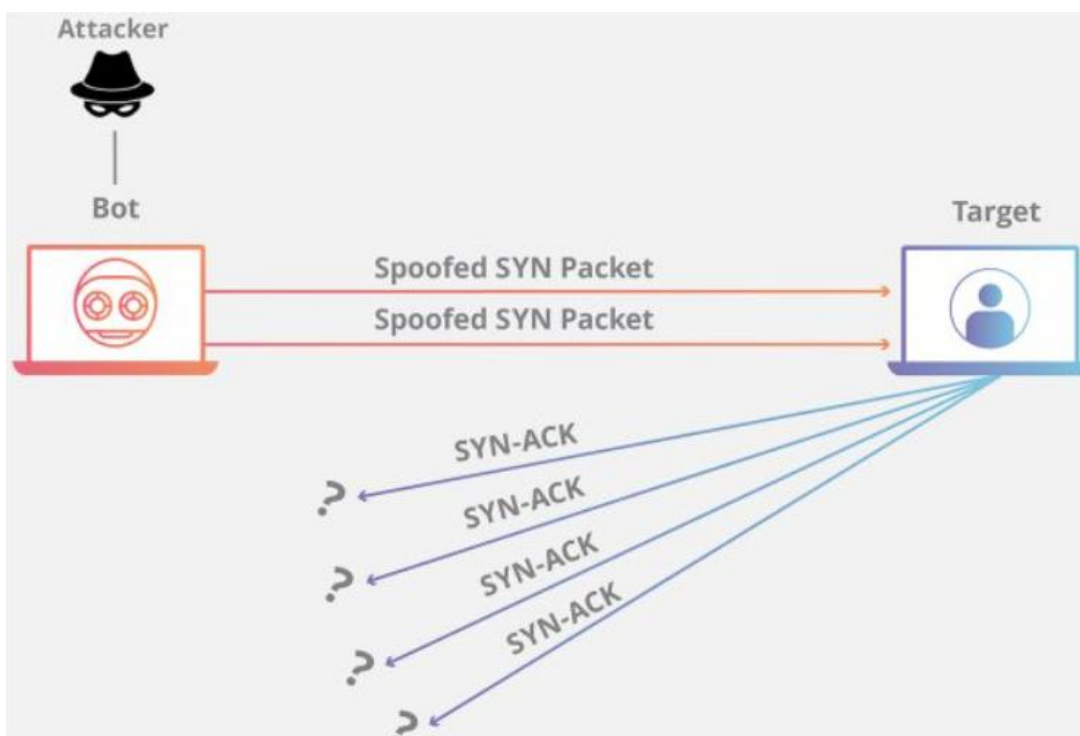 Attacker
Bot
Target
Spoofed SYN Packet
Spoofed SYN Packet
SYN-ACK
?
SYN-ACK
?
SYN-ACK
?
SYN-ACK
?